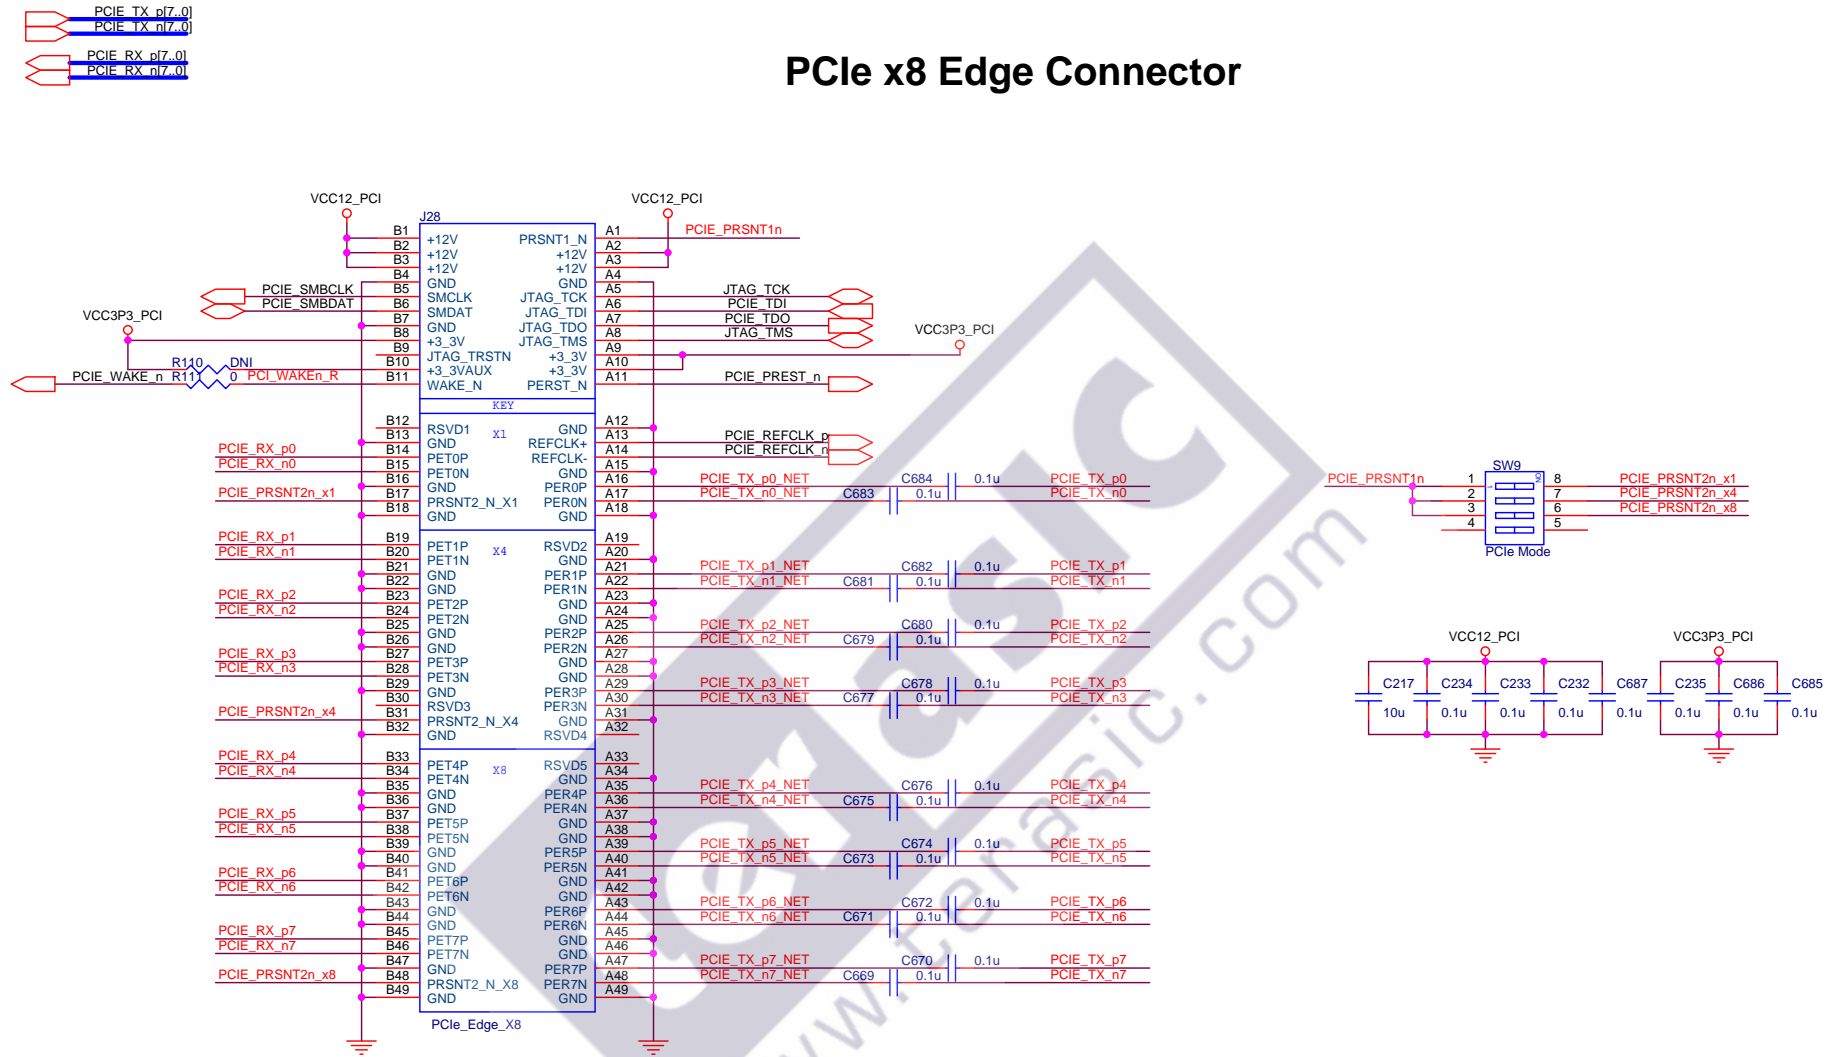 PCIE_TX_p[7..0]
PCIE_TX_n[7..0]
PCIE_RX_p[7..0]
PCIE_RX_n[7..0]
PCIe x8 Edge Connector
VCC12_PCI VCC12_PCI
J28
B1 +12V PRSNT1_N A1 PCIE_PRSNT1n
B2 +12V +12V A2
B3 +12V +12V A3
B4 GND GND A4
PCIE_SMBCLK B5 SMCLK JTAG_TCK A5 JTAG_TCK
PCIE_SMBDAT B6 SMDAT JTAG_TDI A6 PCIE_TDI
VCC3P3_PCI B7 GND JTAG_TDO A7 PCIE_TDO
B8 +3_3V JTAG_TMS A8 JTAG_TMS VCC3P3_PCI
B9 JTAG_TRSTN +3_3V A9
R110 DNI B10 +3_3VAUX +3_3V A10
PCIE_WAKE_n R111 0 PCI_WAKEn_R B11 WAKE_N PERST_N A11 PCIE_PREST_n
KEY
B12 RSVD1 X1 GND A12
B13 GND REFCLK+ A13 PCIE_REFCLK_p
PCIE_RX_p0 B14 PET0P REFCLK- A14 PCIE_REFCLK_n
PCIE_RX_n0 B15 PET0N GND A15
B16 GND PER0P A16 PCIE_TX_p0_NET C684 0.1u PCIE_TX_p0
PCIE_PRSNT2n_x1 B17 PRSNT2_N_X1 PER0N A17 PCIE_TX_n0_NET C683 0.1u PCIE_TX_n0
B18 GND GND A18
PCIE_RX_p1 B19 PET1P X4 RSVD2 A19
PCIE_RX_n1 B20 PET1N GND A20
B21 GND PER1P A21 PCIE_TX_p1_NET C682 0.1u PCIE_TX_p1
B22 GND PER1N A22 PCIE_TX_n1_NET C681 0.1u PCIE_TX_n1
PCIE_RX_p2 B23 PET2P GND A23
PCIE_RX_n2 B24 PET2N GND A24
B25 GND PER2P A25 PCIE_TX_p2_NET C680 0.1u PCIE_TX_p2
B26 GND PER2N A26 PCIE_TX_n2_NET C679 0.1u PCIE_TX_n2
PCIE_RX_p3 B27 PET3P GND A27
PCIE_RX_n3 B28 PET3N GND A28
B29 GND PER3P A29 PCIE_TX_p3_NET C678 0.1u PCIE_TX_p3
B30 RSVD3 PER3N A30 PCIE_TX_n3_NET C677 0.1u PCIE_TX_n3
PCIE_PRSNT2n_x4 B31 PRSNT2_N_X4 GND A31
B32 GND RSVD4 A32
PCIE_RX_p4 B33 PET4P X8 RSVD5 A33
PCIE_RX_n4 B34 PET4N GND A34
B35 GND PER4P A35 PCIE_TX_p4_NET C676 0.1u PCIE_TX_p4
B36 GND PER4N A36 PCIE_TX_n4_NET C675 0.1u PCIE_TX_n4
PCIE_RX_p5 B37 PET5P GND A37
PCIE_RX_n5 B38 PET5N GND A38
B39 GND PER5P A39 PCIE_TX_p5_NET C674 0.1u PCIE_TX_p5
B40 GND PER5N A40 PCIE_TX_n5_NET C673 0.1u PCIE_TX_n5
PCIE_RX_p6 B41 PET6P GND A41
PCIE_RX_n6 B42 PET6N GND A42
B43 GND PER6P A43 PCIE_TX_p6_NET C672 0.1u PCIE_TX_p6
B44 GND PER6N A44 PCIE_TX_n6_NET C671 0.1u PCIE_TX_n6
PCIE_RX_p7 B45 PET7P GND A45
PCIE_RX_n7 B46 PET7N GND A46
B47 GND PER7P A47 PCIE_TX_p7_NET C670 0.1u PCIE_TX_p7
PCIE_PRSNT2n_x8 B48 PRSNT2_N_X8 PER7N A48 PCIE_TX_n7_NET C669 0.1u PCIE_TX_n7
B49 GND GND A49
PCIe_Edge_X8
SW9
PCIE_PRSNT1n 1 ON 8 PCIE_PRSNT2n_x1
2 7 PCIE_PRSNT2n_x4
3 6 PCIE_PRSNT2n_x8
4 5
PCIe Mode
VCC12_PCI VCC3P3_PCI
C217 C234 C233 C232 C687 C235 C686 C685
10u 0.1u 0.1u 0.1u 0.1u 0.1u 0.1u 0.1u
terasic
www.terasic.com